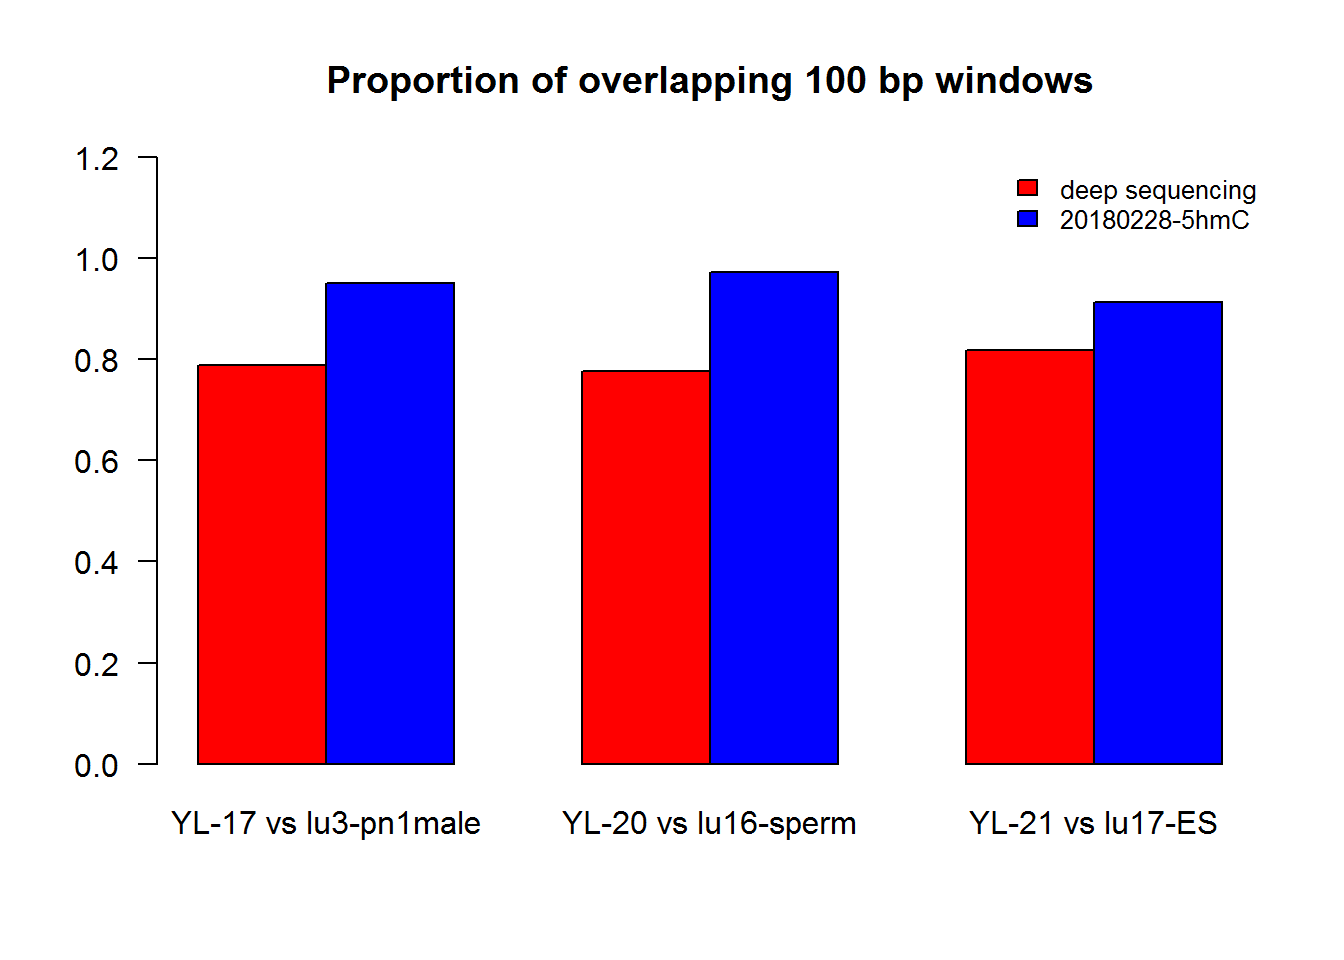 Proportion of overlapping 100 bp windows
1.2
1.0
0.8
0.6
0.4
0.2
0.0
deep sequencing
20180228-5hmC
YL-17 vs lu3-pn1male
YL-20 vs lu16-sperm
YL-21 vs lu17-ES